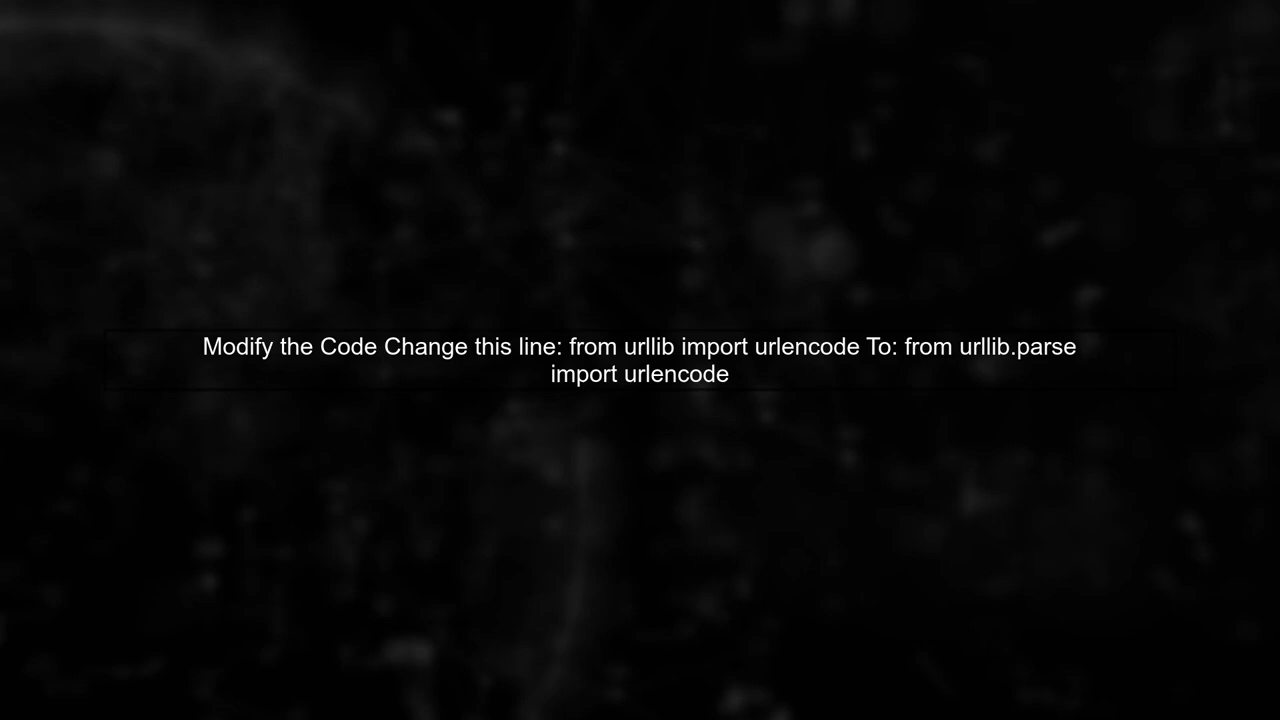 Modify the Code Change this line: from urllib import urlencode To: from urllib.parse
import urlencode